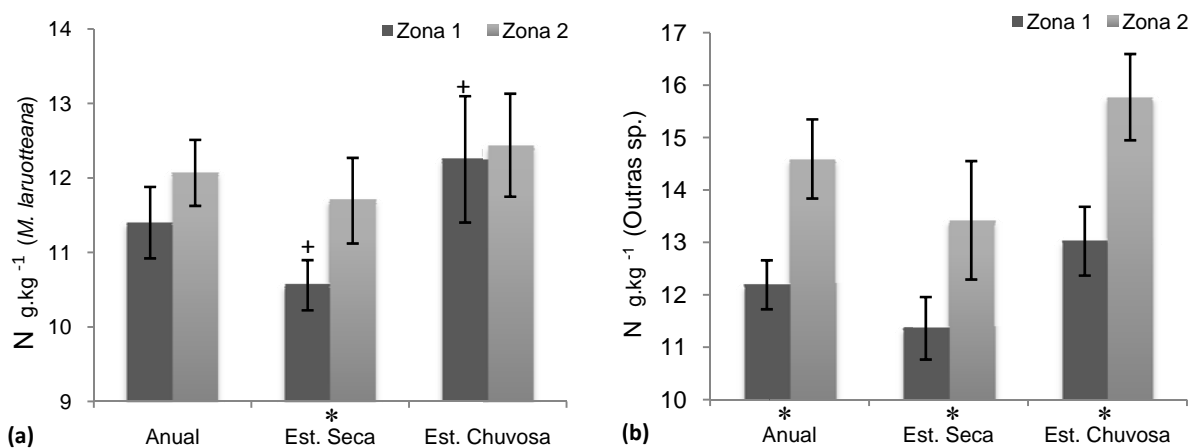 14
13
12
11
10
9
N g.kg -1 (M. laruotteana)
Zona 1 Zona 2
+
+
*
Anual Est. Seca Est. Chuvosa
(a)
17
16
15
14
13
12
11
10
N g.kg -1 (Outras sp.)
Zona 1 Zona 2
* * *
Anual Est. Seca Est. Chuvosa
(b)